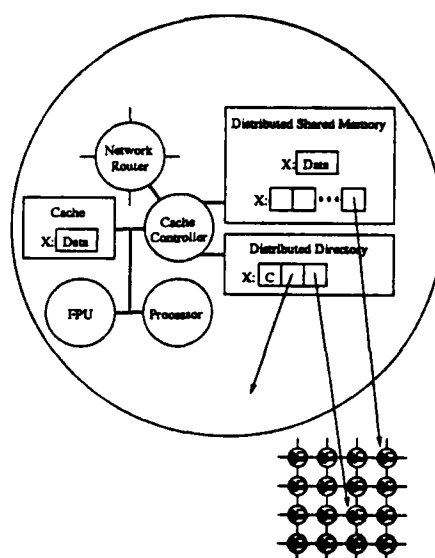 Distributed Shared Memory
Network
Router
X: Data
X:
Cache
X: Data
Cache
Controller
Distributed Directory
X: C
FPU
Processor